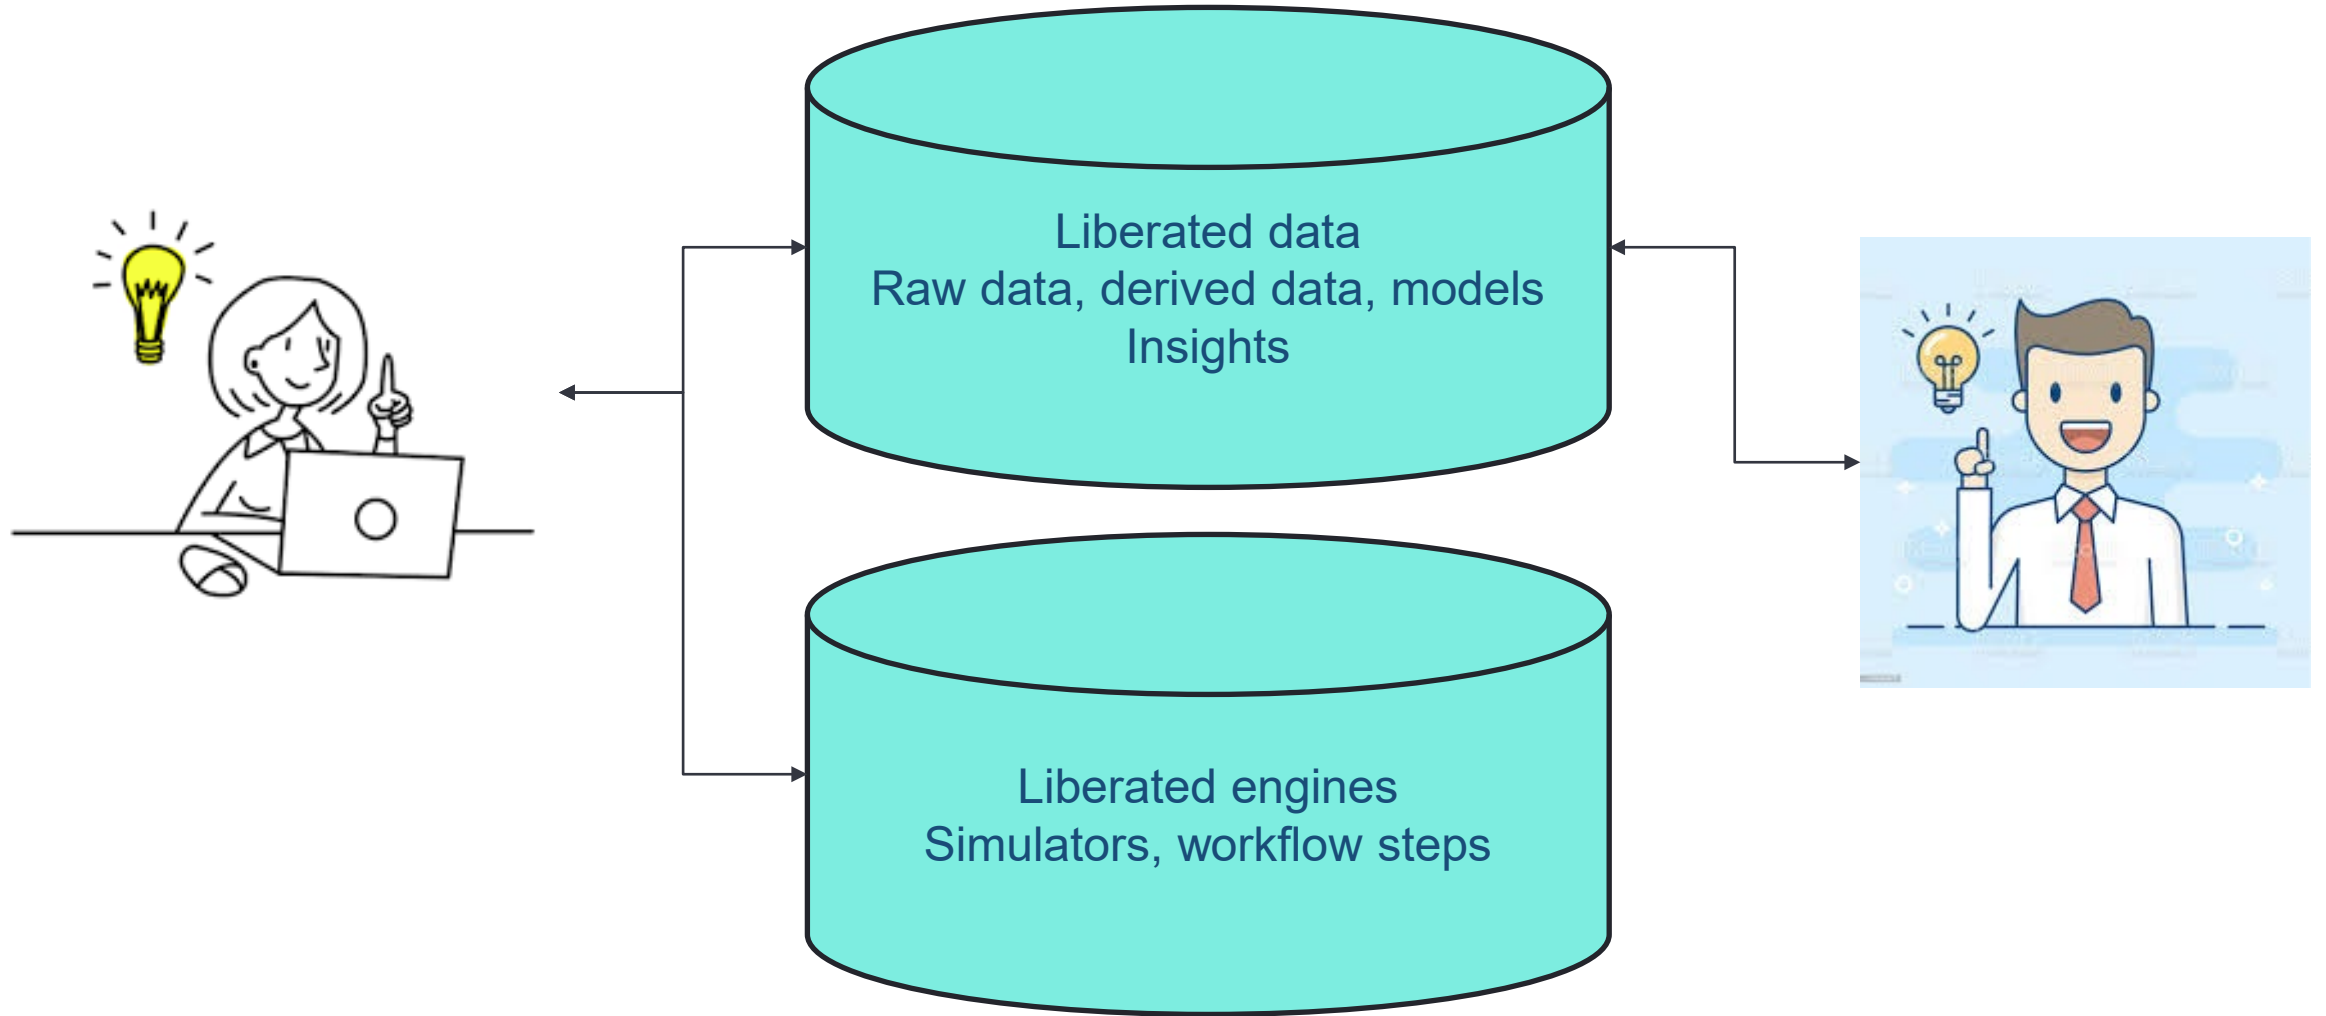 Liberated data
Raw data, derived data, models
Insights
Liberated engines
Simulators, workflow steps